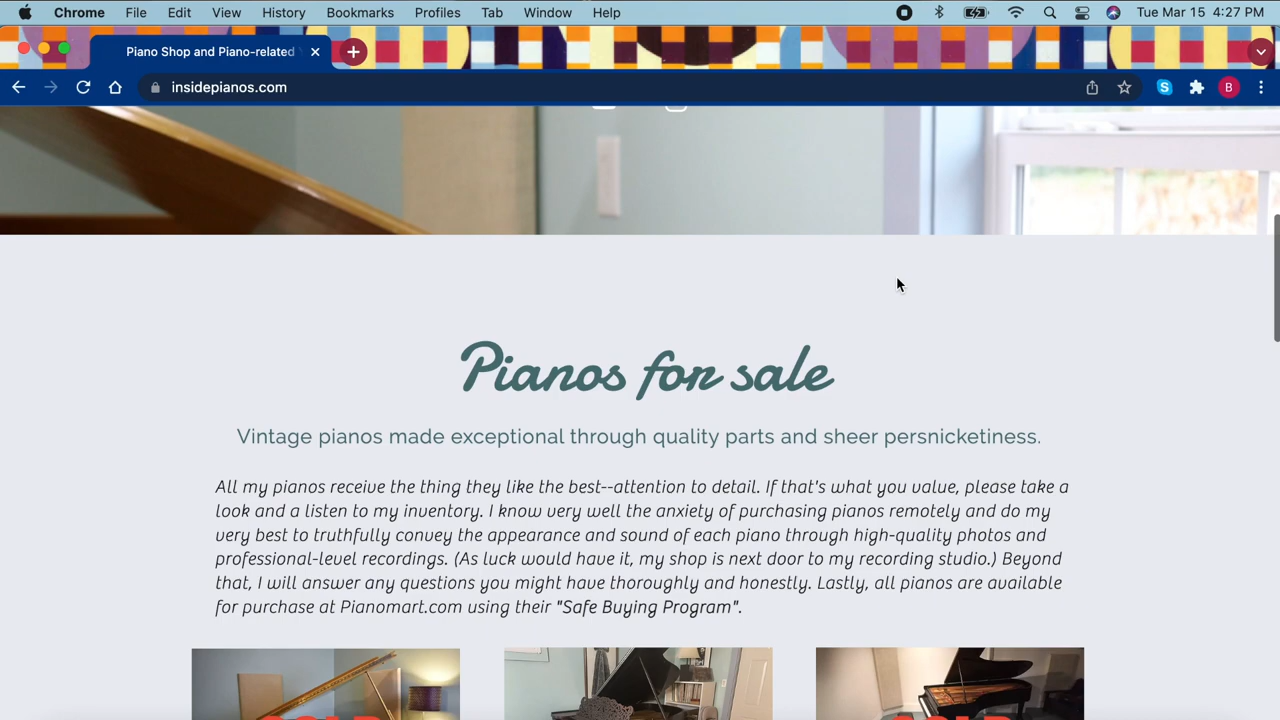 Chrome File Edit View History Bookmarks Profiles Tab Window Help Tue Mar 15 4:27 PM
Piano Shop and Piano-related
insidepianos.com B
Pianos for sale
Vintage pianos made exceptional through quality parts and sheer persnicketiness.
All my pianos receive the thing they like the best--attention to detail. If that's what you value, please take a
look and a listen to my inventory. I know very well the anxiety of purchasing pianos remotely and do my
very best to truthfully convey the appearance and sound of each piano through high-quality photos and
professional-level recordings. (As luck would have it, my shop is next door to my recording studio.) Beyond
that, I will answer any questions you might have thoroughly and honestly. Lastly, all pianos are available
for purchase at Pianomart.com using their "Safe Buying Program".